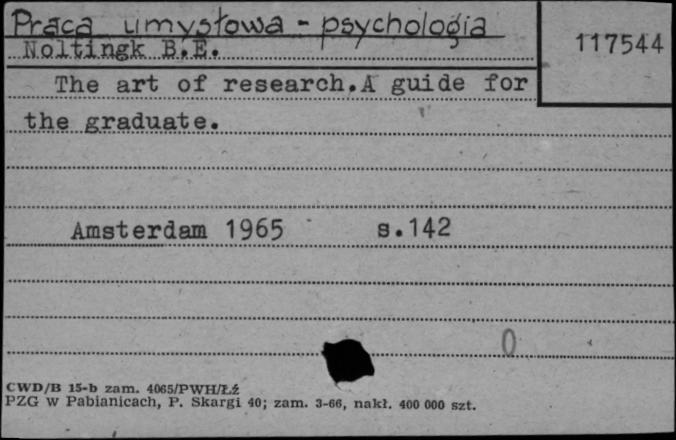 Praca umysłowa - psychologia
Noltingk B.E.
117544
The art of research.A guide for
the graduate.
Amsterdam 1965 s.142
0
CWD/B 15-b zam. 4065/PWH/Łż
PZG w Pabianicach, P. Skargi 40; zam. 3-66, nakł. 400 000 szt.